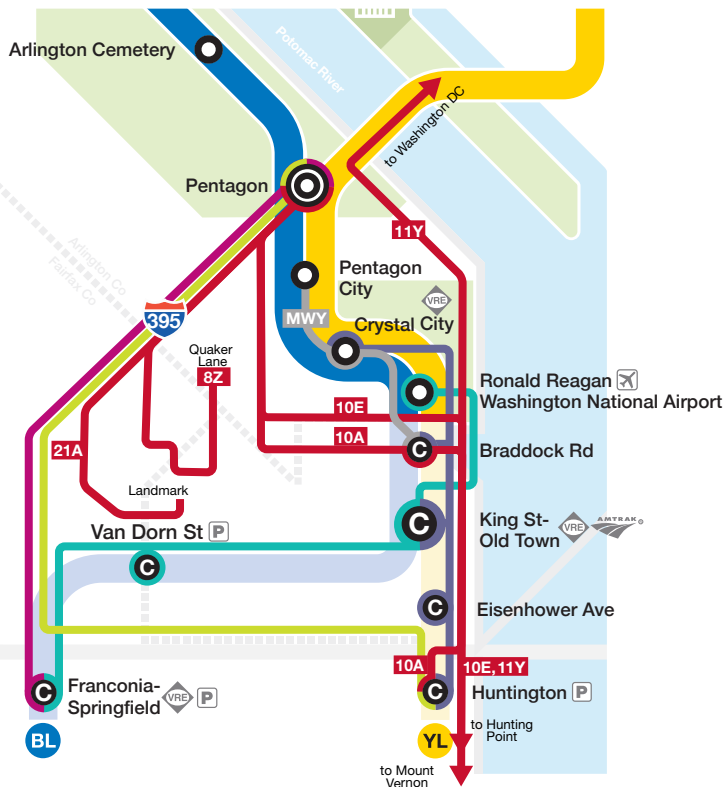 Arlington Cemetery
Potomac River
to Washington DC
Pentagon
11Y
Arlington Co
Fairfax Co
Pentagon
City
VRE
MWY
Crystal City
395
Quaker
Lane
8Z
Ronald Reagan
Washington National Airport
10E
10A
21A
C
Braddock Rd
Landmark
Van Dorn St P
C
C
King St-
Old Town
VRE
AMTRAK
C
Eisenhower Ave
10A
10E, 11Y
C
Franconia-
Springfield
VRE
P
C
Huntington P
BL
YL
to Hunting
Point
to Mount
Vernon